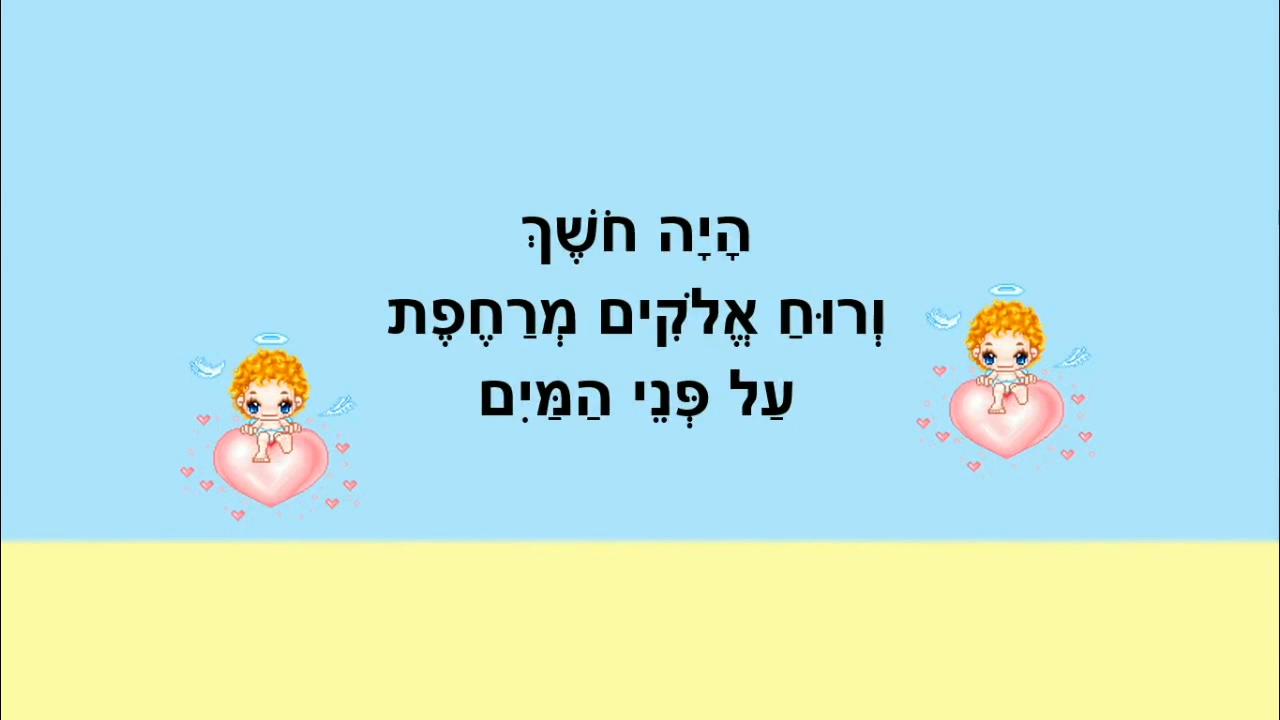 הָיָה חֹשֶׁךְ
וְרוּחַ אֱלֹקִים מְרַחֶפֶת
עַל פְּנֵי הַמַּיִם